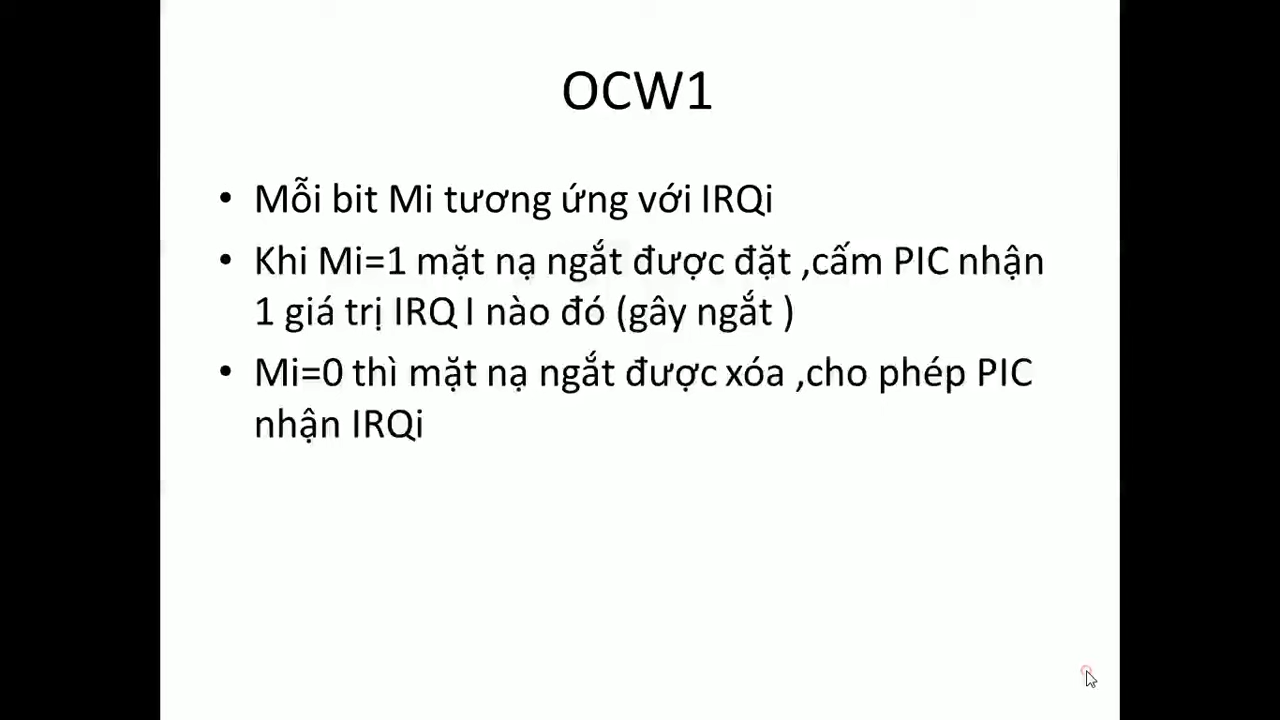 OCW1
• Mỗi bit Mi tương ứng với IRQi
• Khi Mi=1 mặt nạ ngắt được đặt ,cấm PIC nhận
1 giá trị IRQ I nào đó (gây ngắt )
• Mi=0 thì mặt nạ ngắt được xóa ,cho phép PIC
nhận IRQi